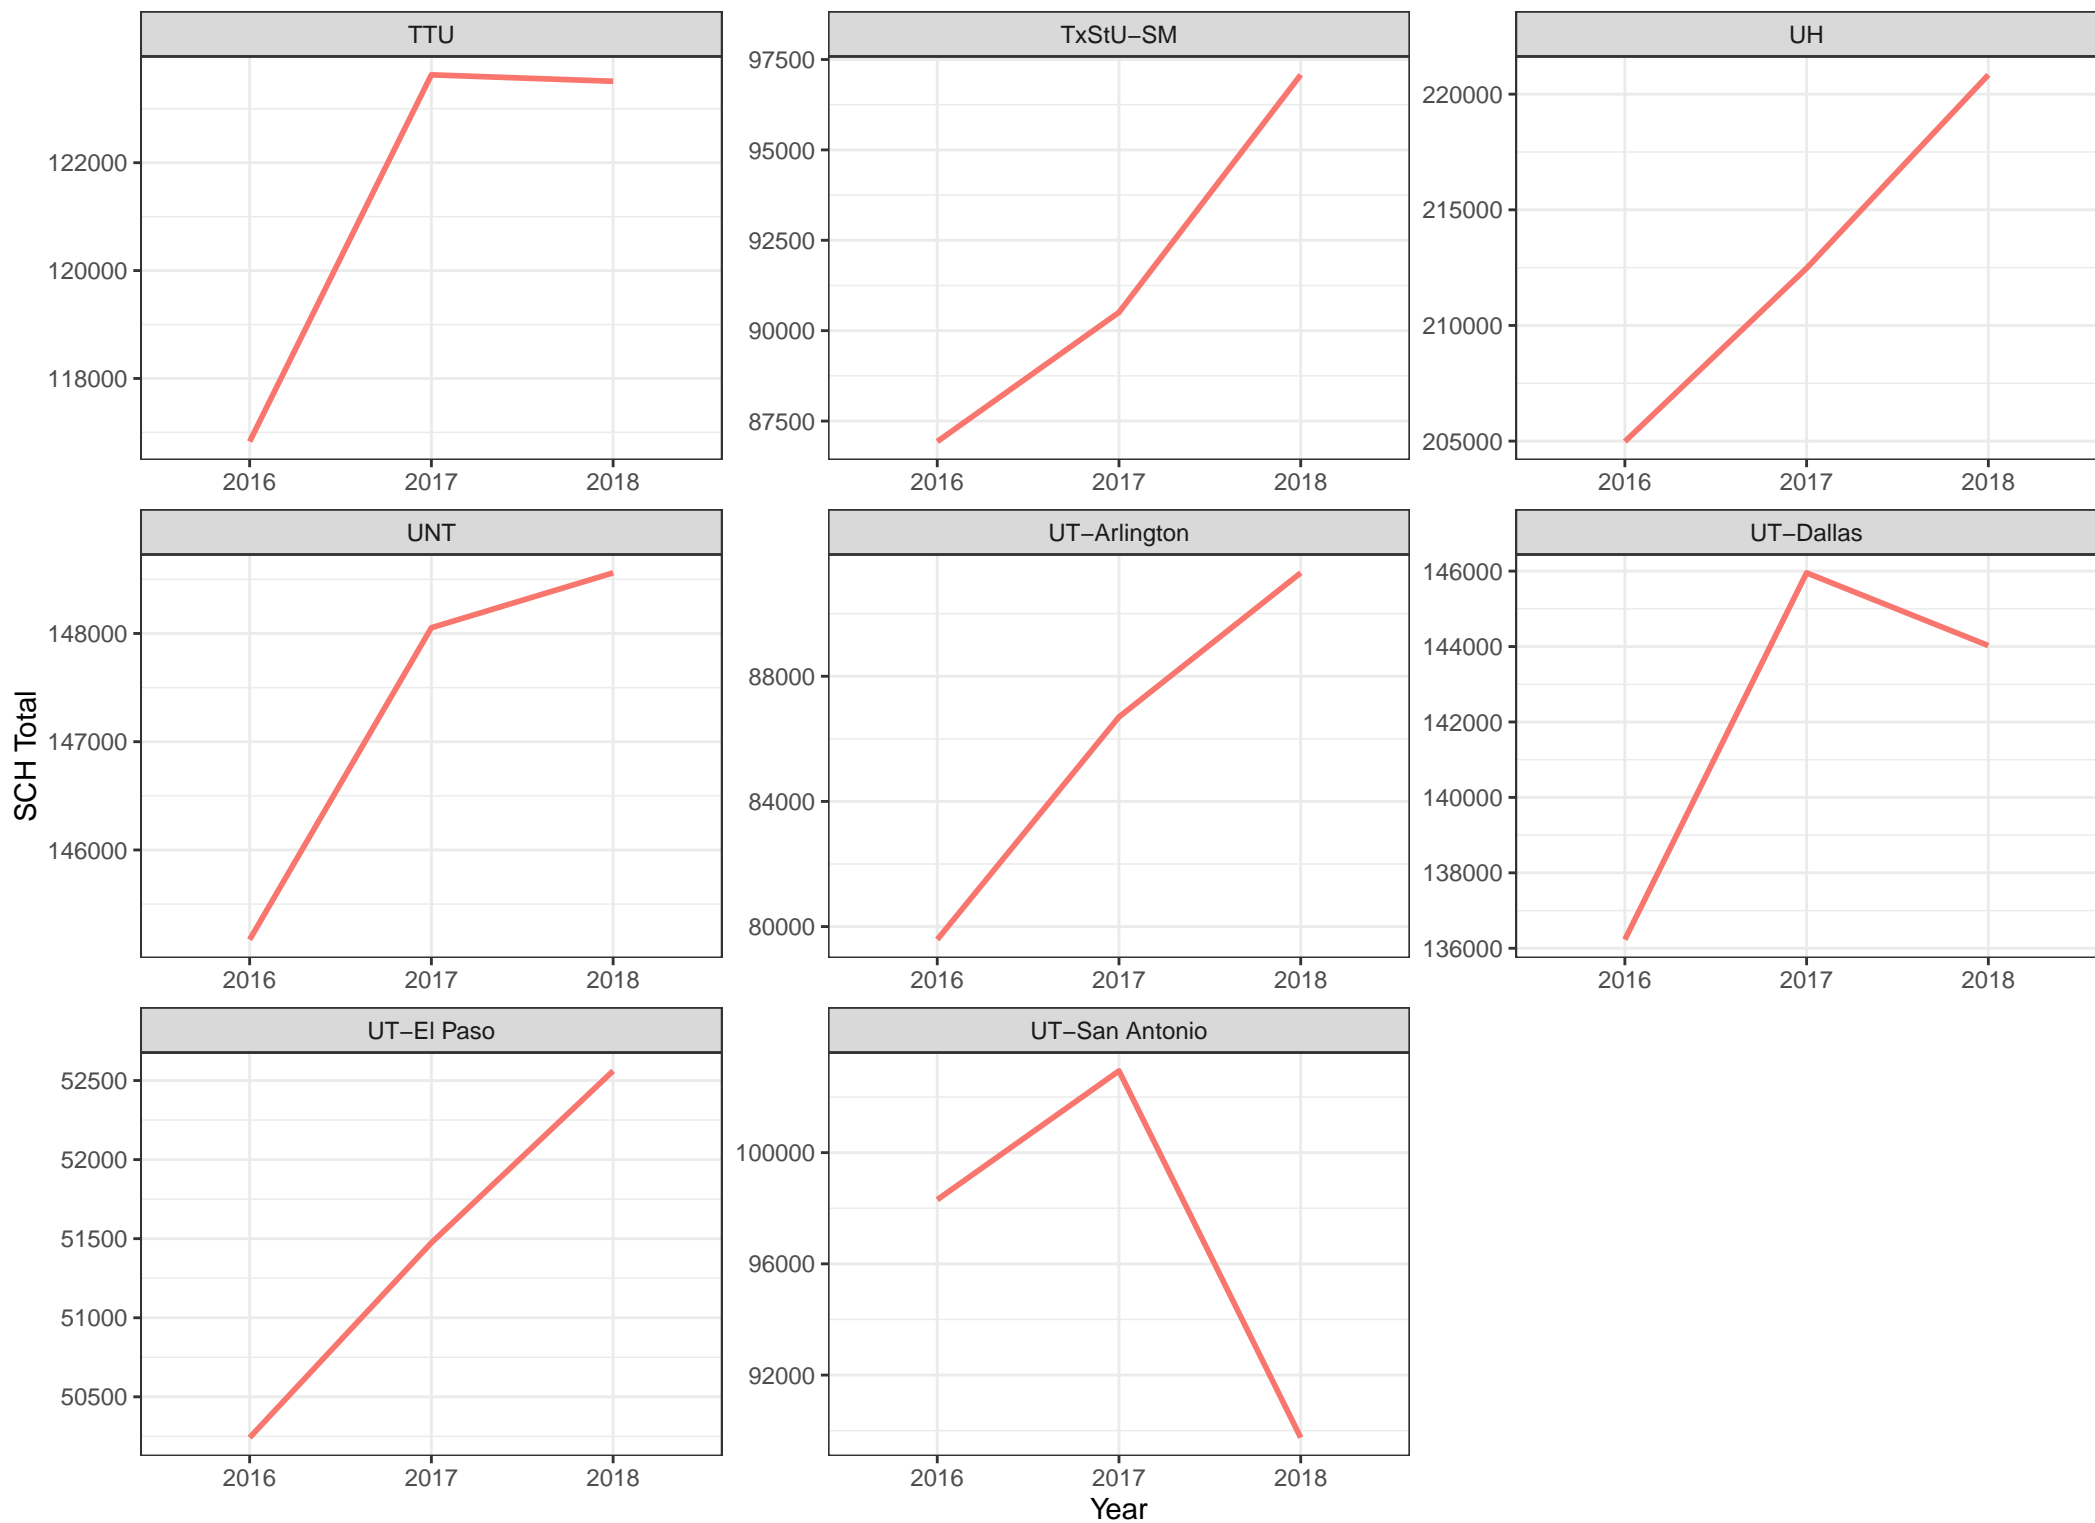 TTU
TxStU−SM
UH
122000
120000
118000
97500
95000
92500
90000
87500
220000
215000
210000
205000
2016 2017 2018
2016 2017 2018
2016 2017 2018
UNT
UT−Arlington
UT−Dallas
148000
147000
146000
88000
84000
80000
146000
144000
142000
140000
138000
136000
2016 2017 2018
2016 2017 2018
2016 2017 2018
UT−El Paso
UT−San Antonio
52500
52000
51500
51000
50500
100000
96000
92000
2016 2017 2018
2016 2017 2018
Year
SCH Total